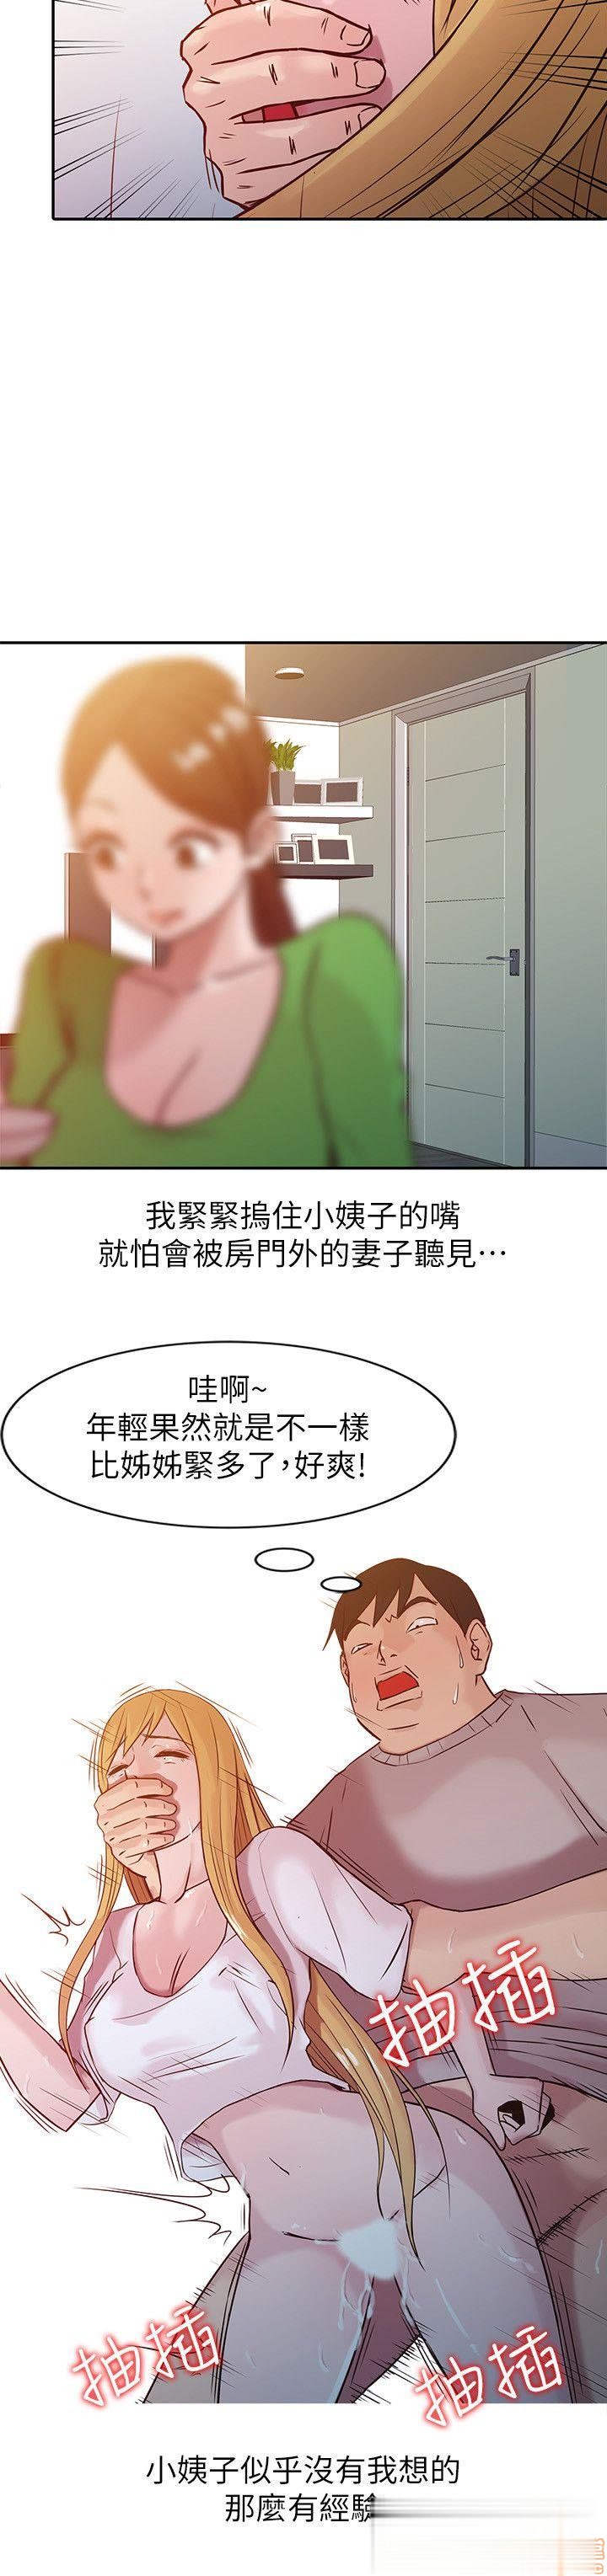 我緊緊摀住小姨子的嘴
就怕會被房門外的妻子聽見…
哇啊~
年輕果然就是不一樣
比姊姊緊多了，好爽!
抽插
抽插
抽插
小姨子似乎沒有我想的
那麼有經驗